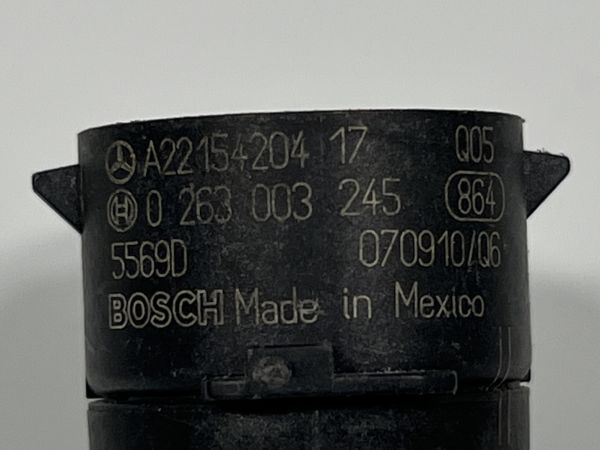 A22154204 17 Q05
0 263 003 245 864
5569D 070910/Q6
BOSCH Made in Mexico